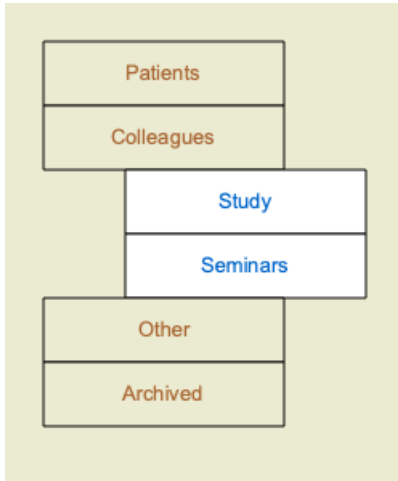 Patients
Colleagues
Study
Seminars
Other
Archived